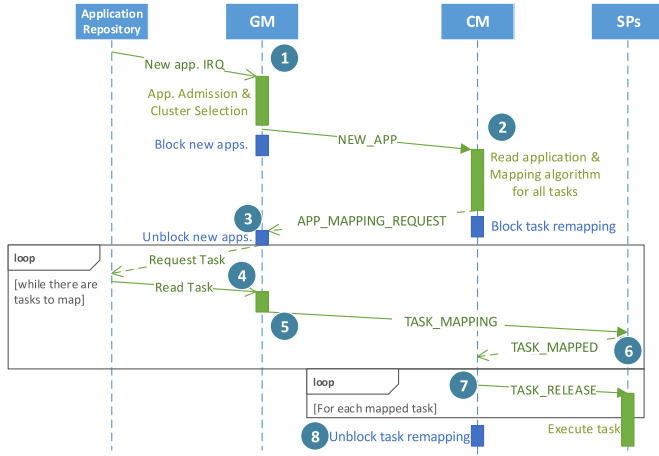 Application
Repository
GM
CM
SPs
1
New app. IRQ
App. Admission &
Cluster Selection
2
Block new apps.
NEW_APP
Read application &
Mapping algorithm
for all tasks
3
APP_MAPPING_REQUEST
Block task remapping
Unblock new apps.
loop
Request Task
[while there are
tasks to map]
4
Read Task
5
TASK_MAPPING
TASK_MAPPED
6
loop
7
TASK_RELEASE
[For each mapped task]
Execute task
8
Unblock task remapping